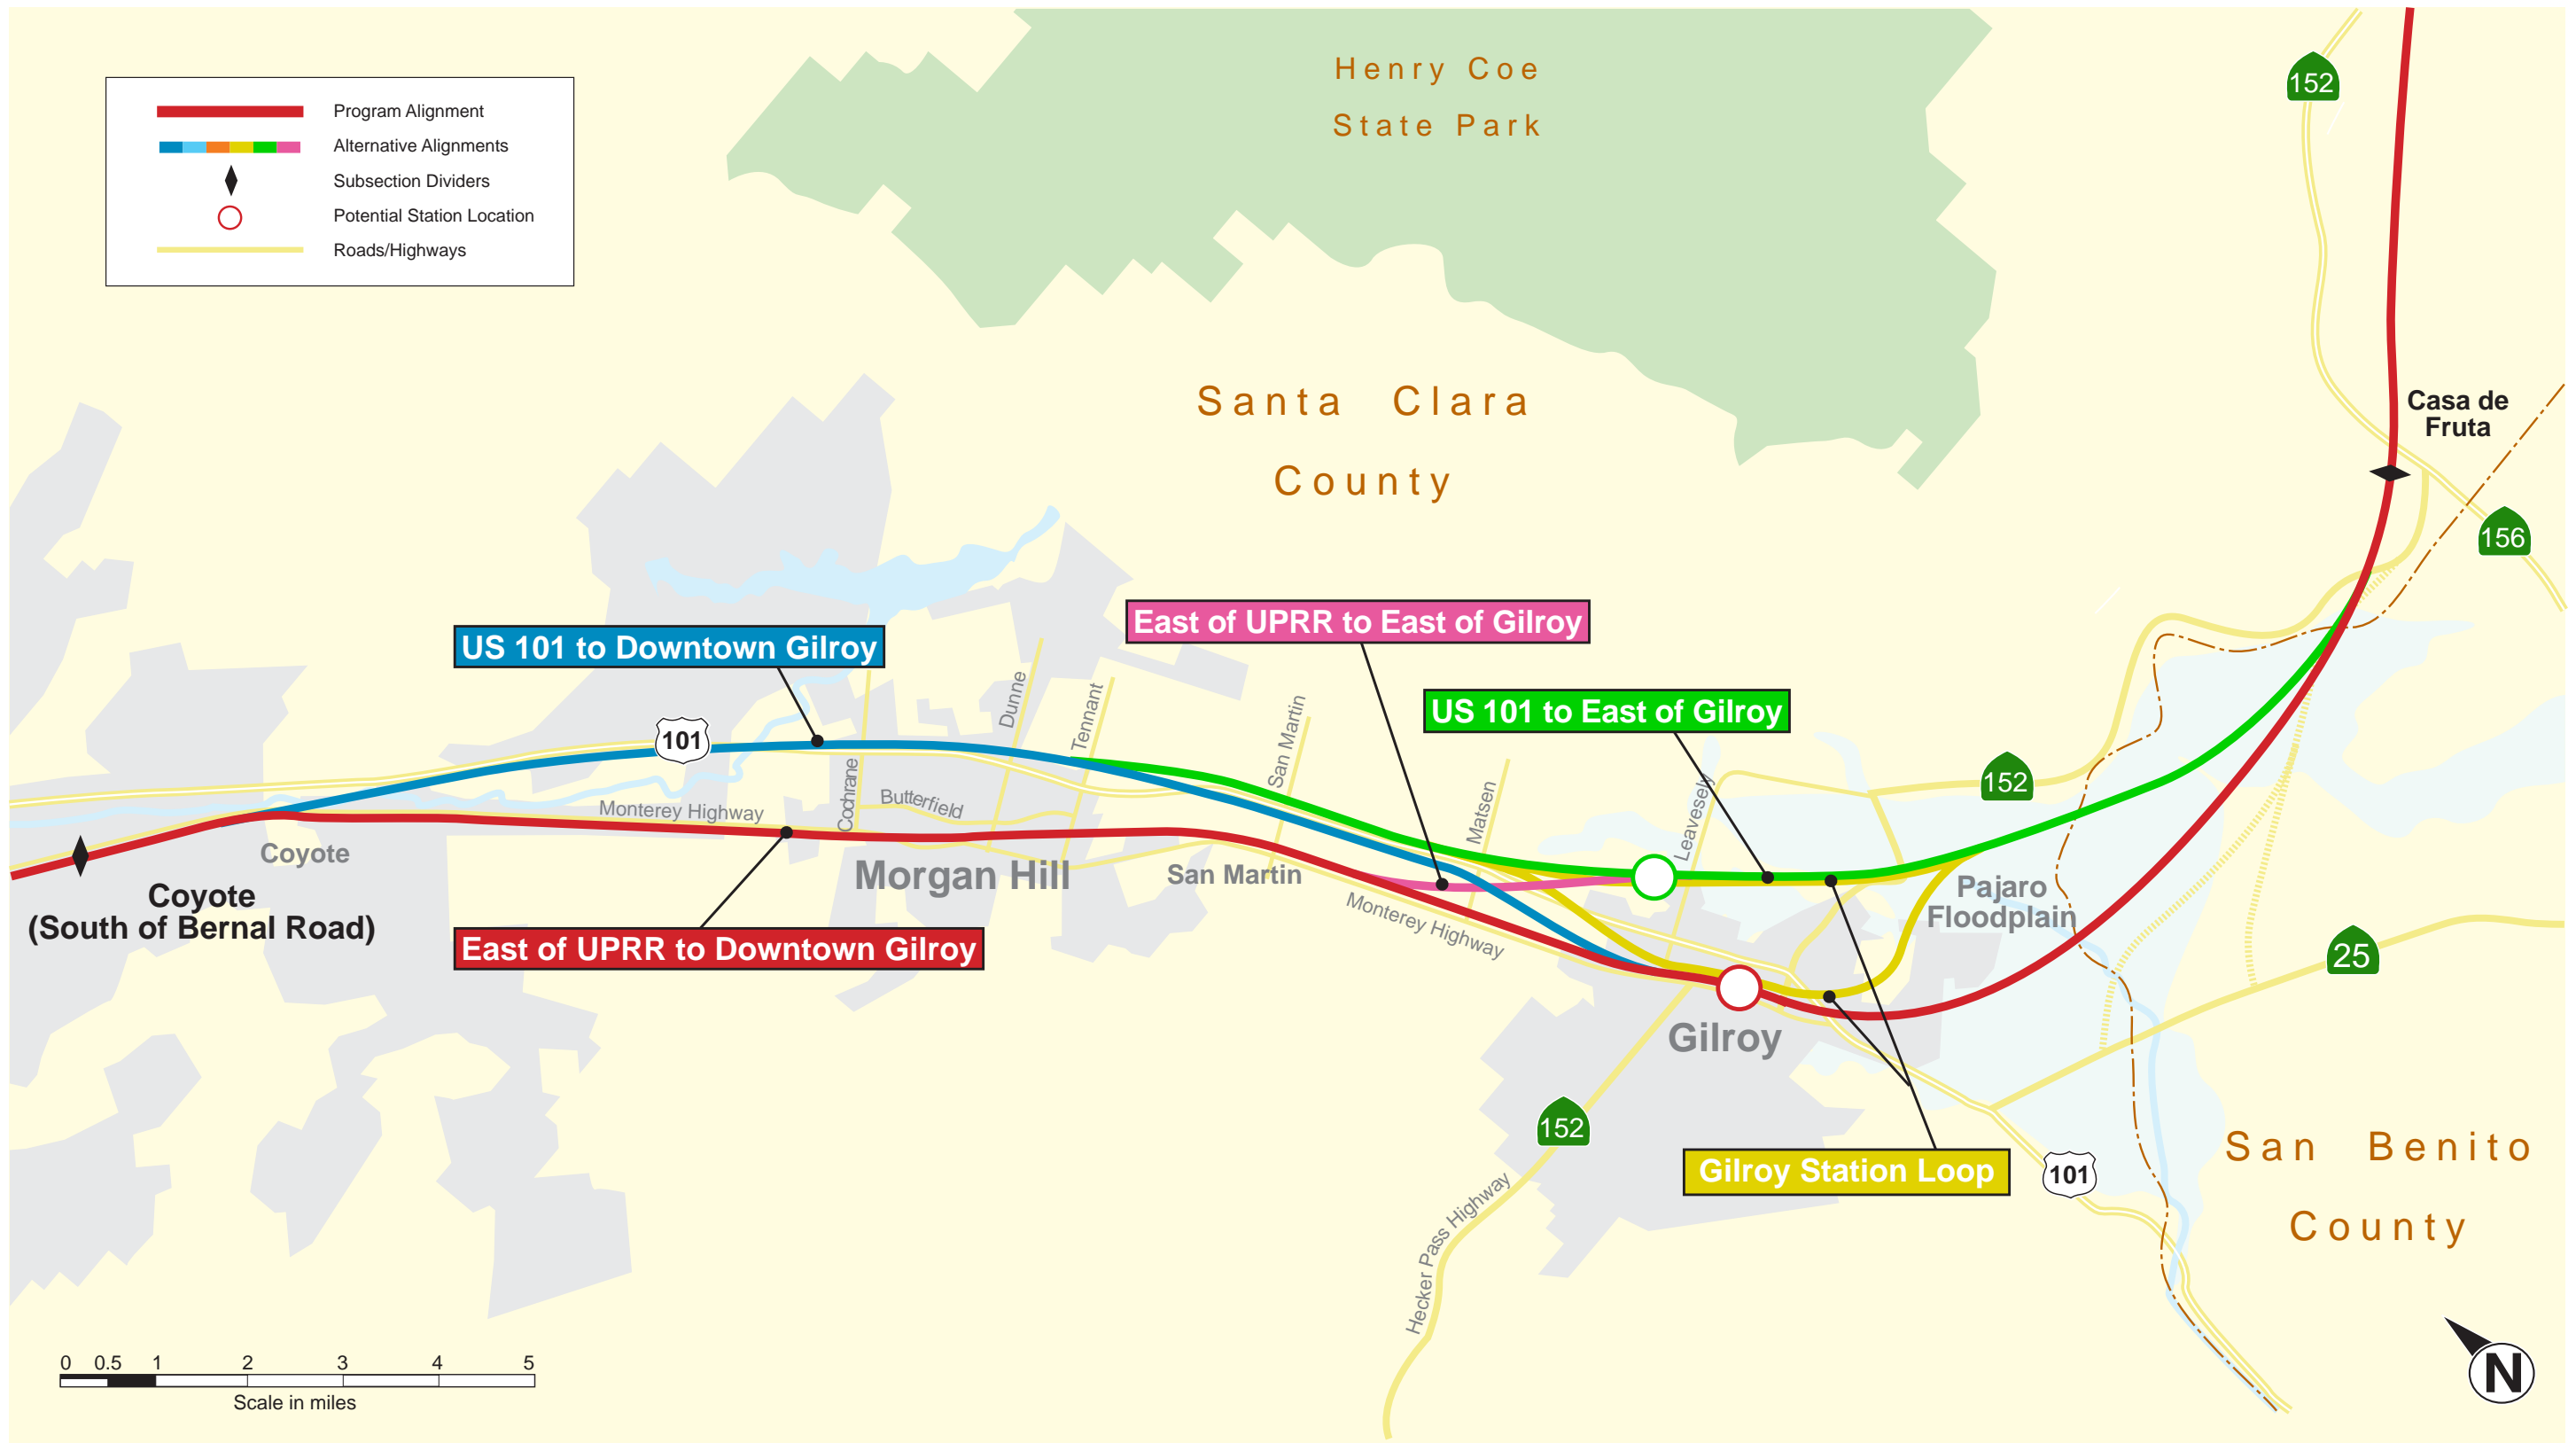 Program Alignment
Alternative Alignments
Subsection Dividers
Potential Station Location
Roads/Highways
Henry Coe
State Park
152
Santa Clara
County
Casa de
Fruta
156
East of UPRR to East of Gilroy
US 101 to Downtown Gilroy
US 101 to East of Gilroy
101
Dunne
Tennant
San Martin
Matsen
Leavesely
152
Cochrane
Butterfield
Monterey Highway
Coyote
Morgan Hill
San Martin
Monterey Highway
Pajaro
Floodplain
Coyote
(South of Bernal Road)
East of UPRR to Downtown Gilroy
25
Gilroy
152
Gilroy Station Loop
101
San Benito
County
Hecker Pass Highway
0 0.5 1 2 3 4 5
Scale in miles
N